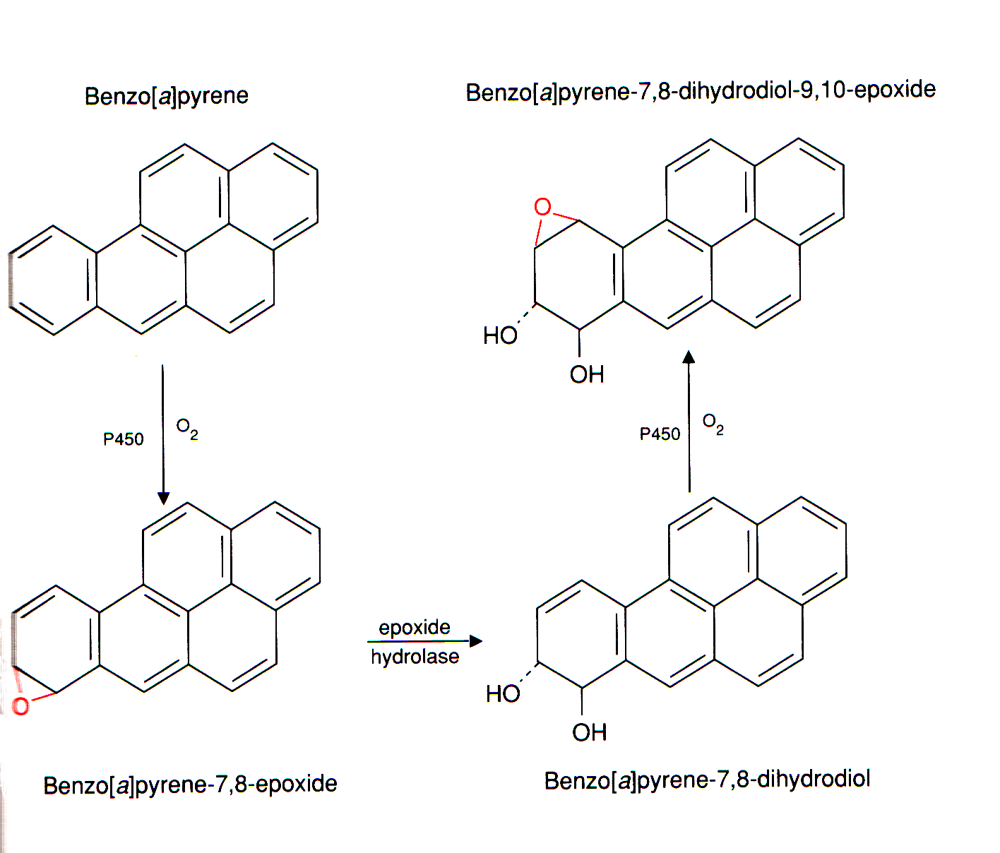 Benzo[a]pyrene
Benzo[a]pyrene-7,8-dihydrodiol-9,10-epoxide
O
HO
OH
P450
O2
P450
O2
epoxide
hydrolase
O
HO
OH
Benzo[a]pyrene-7,8-epoxide
Benzo[a]pyrene-7,8-dihydrodiol